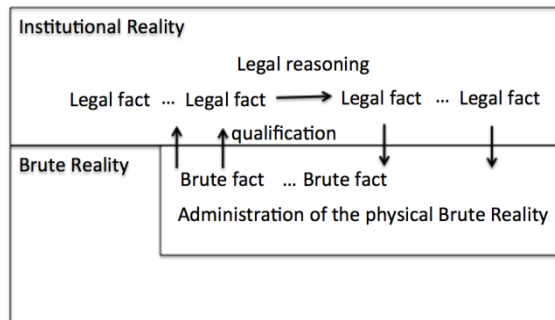 Institutional Reality
Legal reasoning
Legal fact ... Legal fact Legal fact ... Legal fact
qualification
Brute Reality
Brute fact ... Brute fact
Administration of the physical Brute Reality